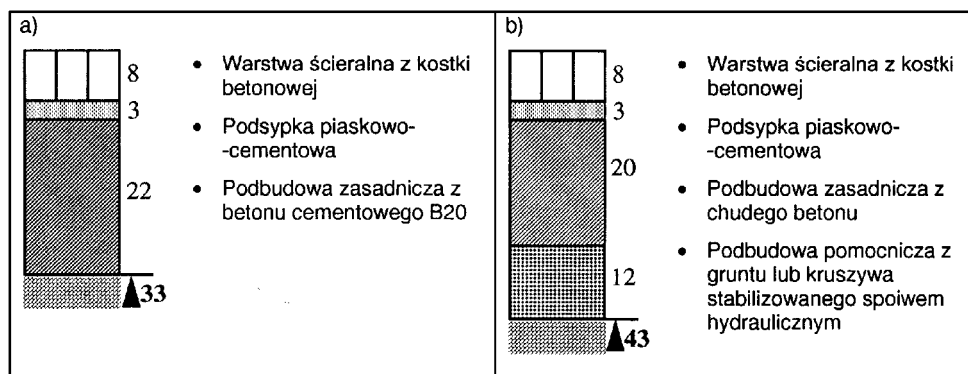 a)
8
3
22
33
• Warstwa ścieralna z kostki
betonowej
• Podsypka piaskowo-
-cementowa
• Podbudowa zasadnicza z
betonu cementowego B20
b)
8
3
20
12
43
• Warstwa ścieralna z kostki
betonowej
• Podsypka piaskowo-
-cementowa
• Podbudowa zasadnicza z
chudego betonu
• Podbudowa pomocnicza z
gruntu lub kruszywa
stabilizowanego spoiwem
hydraulicznym